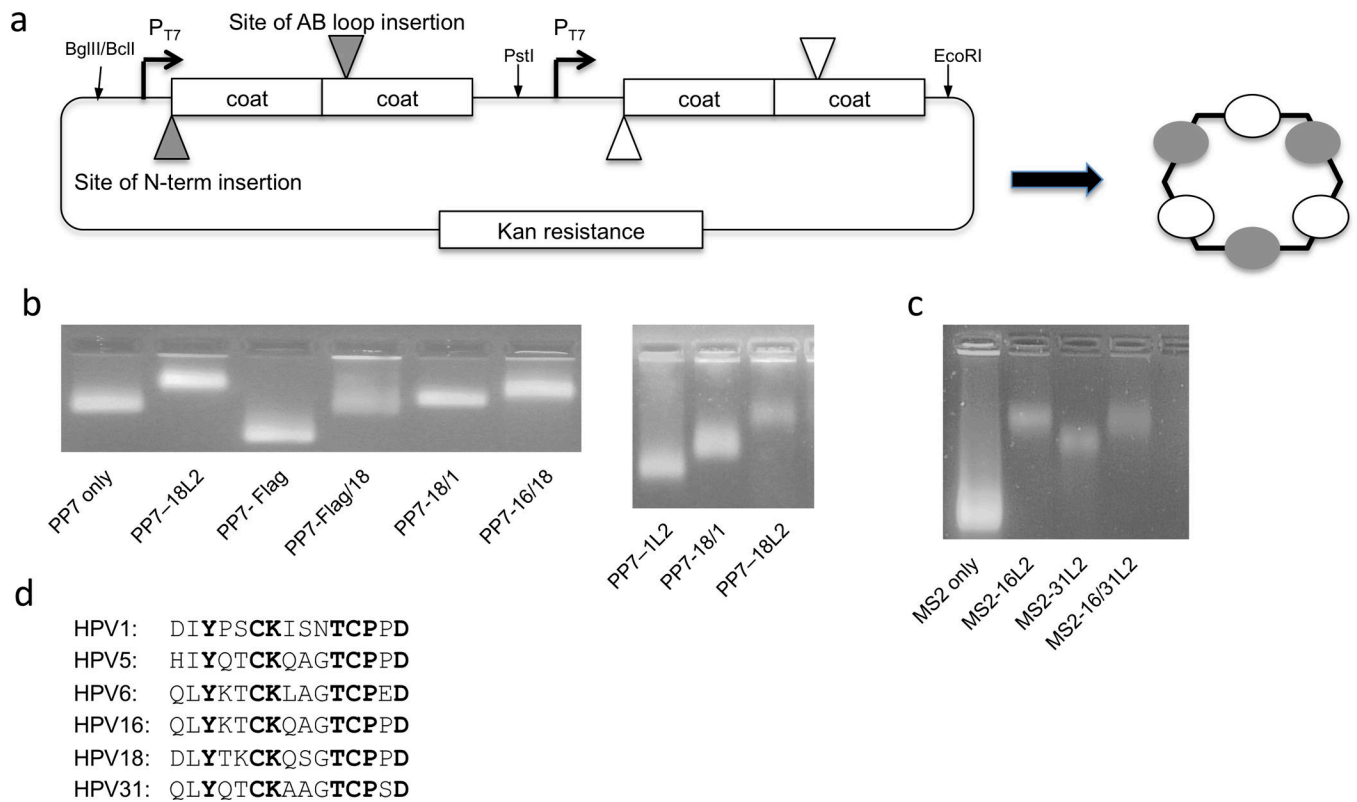 a
Site of AB loop insertion
BglII/BclI
PT7
PstI
PT7
EcoRI
coat
coat
coat
coat
Site of N-term insertion
Kan resistance
b
c
PP7 only
PP7–18L2
PP7- Flag
PP7-Flag/18
PP7-18/1
PP7-16/18
PP7–1L2
PP7-18/1
PP7–18L2
MS2 only
MS2-16L2
MS2-31L2
MS2-16/31L2
d
HPV1: DIYPSCKISNTCPPD
HPV5: HIYQTCKQAGTCPPD
HPV6: QLYKTCKLAGTCPED
HPV16: QLYKTCKQAGTCPPD
HPV18: DLYTKCKQSGTCPPD
HPV31: QLYQTCKAAGTCPSD